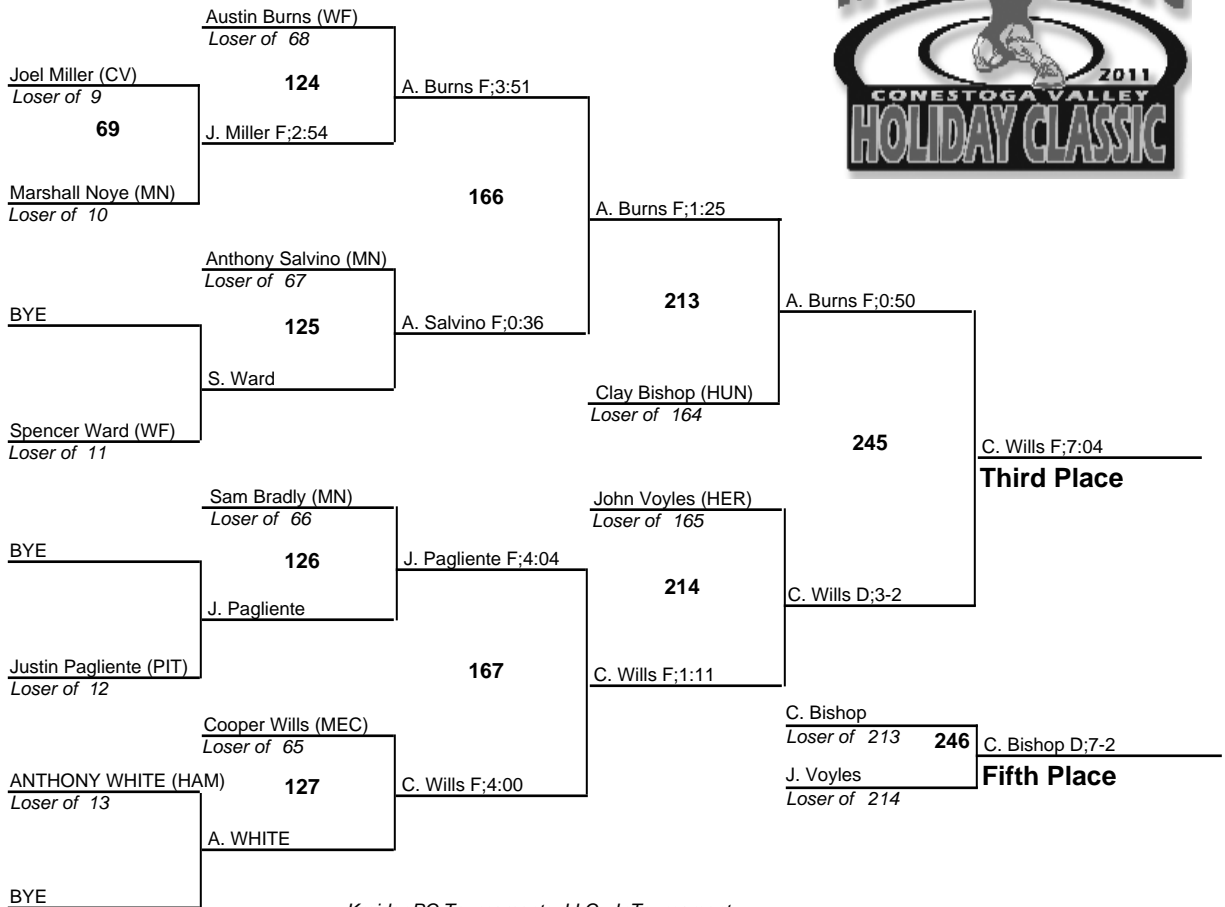 Austin Burns (WF)
Loser of 68
Joel Miller (CV)
Loser of 9
124
A. Burns F;3:51
2011
CONESTOGA VALLEY
HOLIDAY CLASSIC
69
J. Miller F;2:54
Marshall Noye (MN)
Loser of 10
166
A. Burns F;1:25
Anthony Salvino (MN)
Loser of 67
213
A. Burns F;0:50
BYE
125
A. Salvino F;0:36
S. Ward
Clay Bishop (HUN)
Loser of 164
Spencer Ward (WF)
Loser of 11
245
C. Wills F;7:04
Third Place
Sam Bradly (MN)
Loser of 66
John Voyles (HER)
Loser of 165
BYE
126
J. Pagliente F;4:04
214
C. Wills D;3-2
J. Pagliente
Justin Pagliente (PIT)
Loser of 12
167
C. Wills F;1:11
Cooper Wills (MEC)
Loser of 65
C. Bishop
Loser of 213
246
C. Bishop D;7-2
Fifth Place
ANTHONY WHITE (HAM)
Loser of 13
127
C. Wills F;4:00
J. Voyles
Loser of 214
A. WHITE
BYE